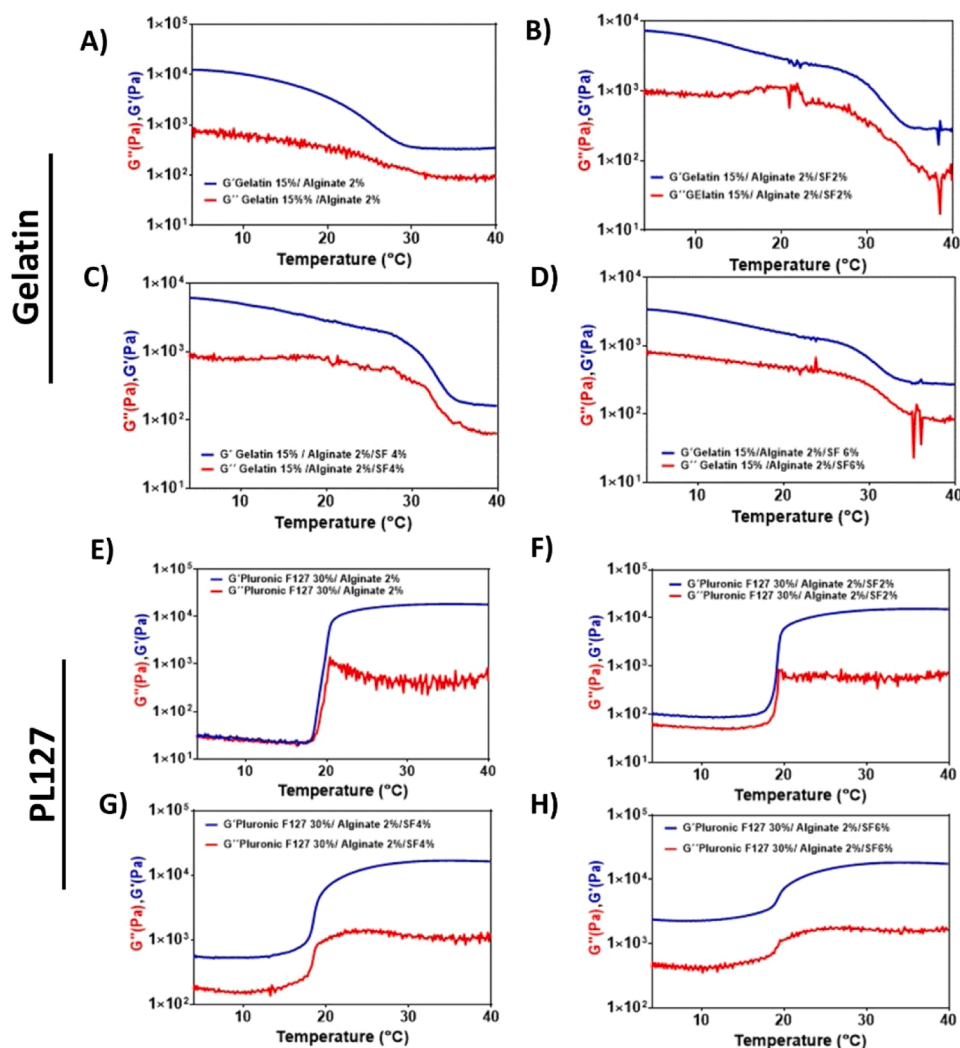 A)
1×10⁵
1×10⁴
1×10³
1×10²
1×10¹
G"(Pa),G'(Pa)
G´Gelatin 15%/ Alginate 2%
G´´ Gelatin 15%% /Alginate 2%
10 20 30 40
Temperature (°C)
B)
1×10⁴
1×10³
1×10²
1×10¹
G"(Pa),G'(Pa)
G´Gelatin 15%/ Alginate 2%/SF2%
G´´GElatin 15%/ Alginate 2%/SF2%
10 20 30 40
Temperature (°C)
Gelatin
C)
1×10⁴
1×10³
1×10²
1×10¹
G"(Pa),G'(Pa)
G´ Gelatin 15% / Alginate 2%/SF 4%
G´´ Gelatin 15% /Alginate 2%/SF4%
10 20 30 40
Temperature (°C)
D)
1×10⁴
1×10³
1×10²
1×10¹
G"(Pa),G'(Pa)
G´Gelatin 15%/Alginate 2%/SF 6%
G´´ Gelatin 15% /Alginate 2%/SF6%
10 20 30 40
Temperature (°C)
E)
1×10⁵
1×10⁴
1×10³
1×10²
1×10¹
G"(Pa),G'(Pa)
G´Pluronic F127 30%/ Alginate 2%
G´´Pluronic F127 30%/ Alginate 2%
10 20 30 40
Temperature (°C)
F)
1×10⁵
1×10⁴
1×10³
1×10²
1×10¹
G"(Pa),G'(Pa)
G´Pluronic F127 30%/ Alginate 2%/SF2%
G´´Pluronic F127 30%/ Alginate 2%/SF2%
10 20 30 40
Temperature (°C)
PL127
G)
1×10⁵
1×10⁴
1×10³
1×10²
G"(Pa),G'(Pa)
G´Pluronic F127 30%/ Alginate 2%/SF4%
G´´Pluronic F127 30%/ Alginate 2%/SF4%
10 20 30 40
Temperature (°C)
H)
1×10⁵
1×10⁴
1×10³
1×10²
G"(Pa),G'(Pa)
G´Pluronic F127 30%/ Alginate 2%/SF6%
G´´Pluronic F127 30%/ Alginate 2%/SF6%
10 20 30 40
Temperature (°C)